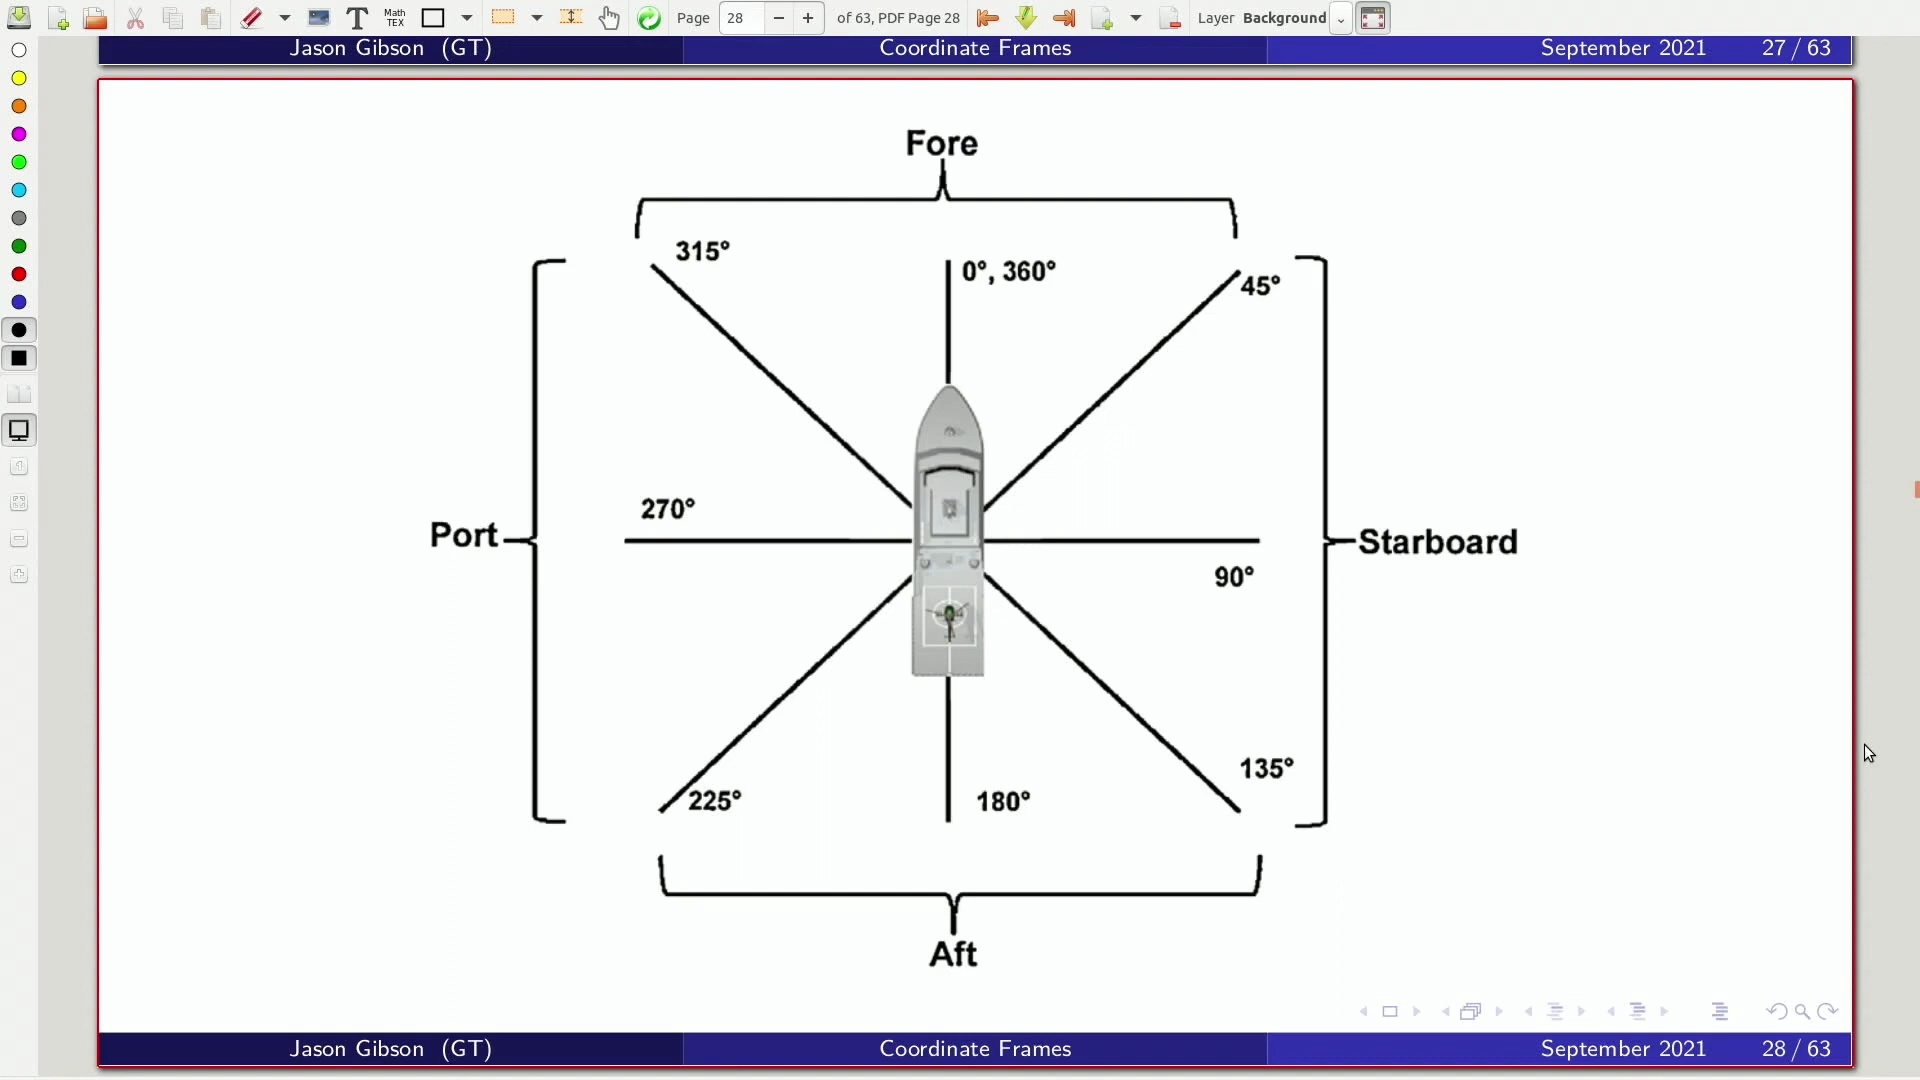 Math
TEX
Page 28 of 63, PDF Page 28 Layer Background
Jason Gibson (GT) Coordinate Frames September 2021 27 / 63
Fore
315°
0°, 360°
45°
270°
Port
Starboard
90°
135°
225°
180°
Aft
Jason Gibson (GT) Coordinate Frames September 2021 28 / 63